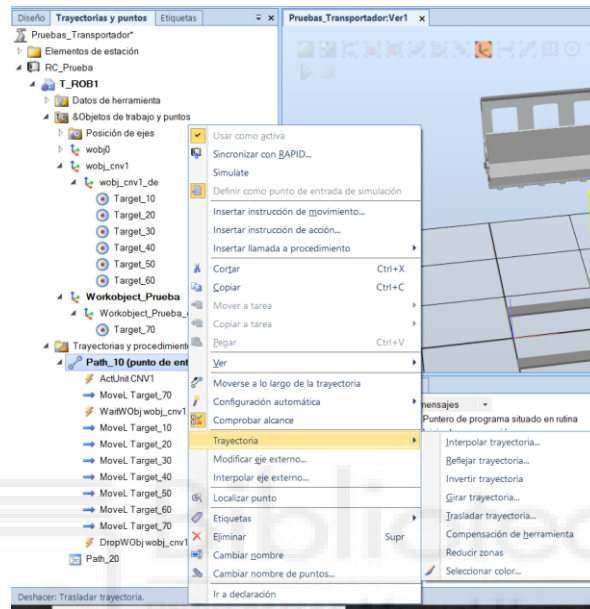 Diseño Trayectorias y puntos Etiquetas
Pruebas_Transportador:Ver1 x
Pruebas_Transportador*
Elementos de estación
RC_Prueba
T_ROB1
Datos de herramienta
&Objetos de trabajo y puntos
Posición de ejes
wobj0
wobj_cnv1
wobj_cnv1_de
Target_10
Target_20
Target_30
Target_40
Target_50
Target_60
Workobject_Prueba
Workobject_Prueba_
Target_70
Trayectorias y procedimiento
Path_10 (punto de ent
ActUnit CNV1
MoveL Target_70
WaitWObj wobj_cnv1
MoveL Target_10
MoveL Target_20
MoveL Target_30
MoveL Target_40
MoveL Target_50
MoveL Target_60
MoveL Target_70
DropWObj wobj_cnv1
Path_20
Deshacer: Trasladar trayectoria.
Usar como activa
Sincronizar con RAPID...
Simulate
Definir como punto de entrada de simulación
Insertar instrucción de movimiento...
Insertar instrucción de acción...
Insertar llamada a procedimiento
Cortar Ctrl+X
Copiar Ctrl+C
Mover a tarea
Copiar a tarea
Pegar Ctrl+V
Ver
Moverse a lo largo de la trayectoria
Configuración automática
Comprobar alcance
Trayectoria
Modificar eje externo...
Interpolar eje externo...
Localizar punto
Etiquetas
Eliminar Supr
Cambiar nombre
Cambiar nombre de puntos...
Ir a declaración
mensajes
Puntero de programa situado en rutina
Interpolar trayectoria...
Reflejar trayectoria...
Invertir trayectoria
Girar trayectoria...
Trasladar trayectoria...
Compensación de herramienta
Reducir zonas
Seleccionar color...